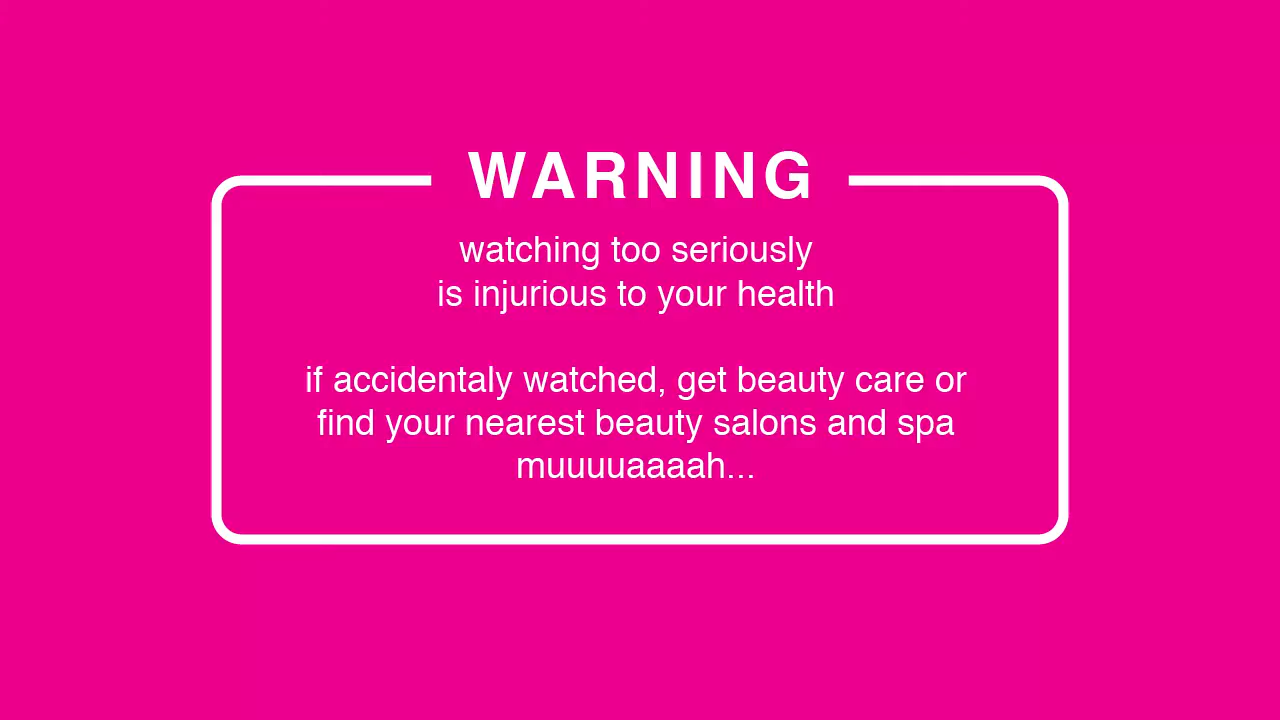 WARNING
watching too seriously
is injurious to your health
if accidentaly watched, get beauty care or
find your nearest beauty salons and spa
muuuuaaaah...